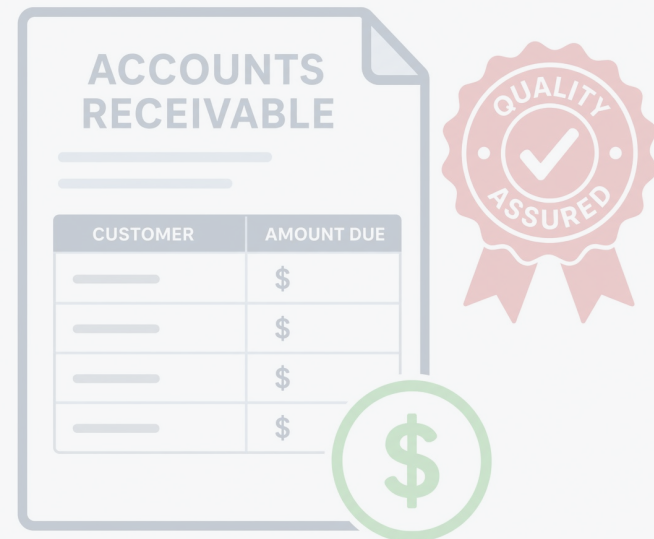 ACCOUNTS
RECEIVABLE
CUSTOMER AMOUNT DUE
$
$
$
$
$
QUALITY
ASSURED